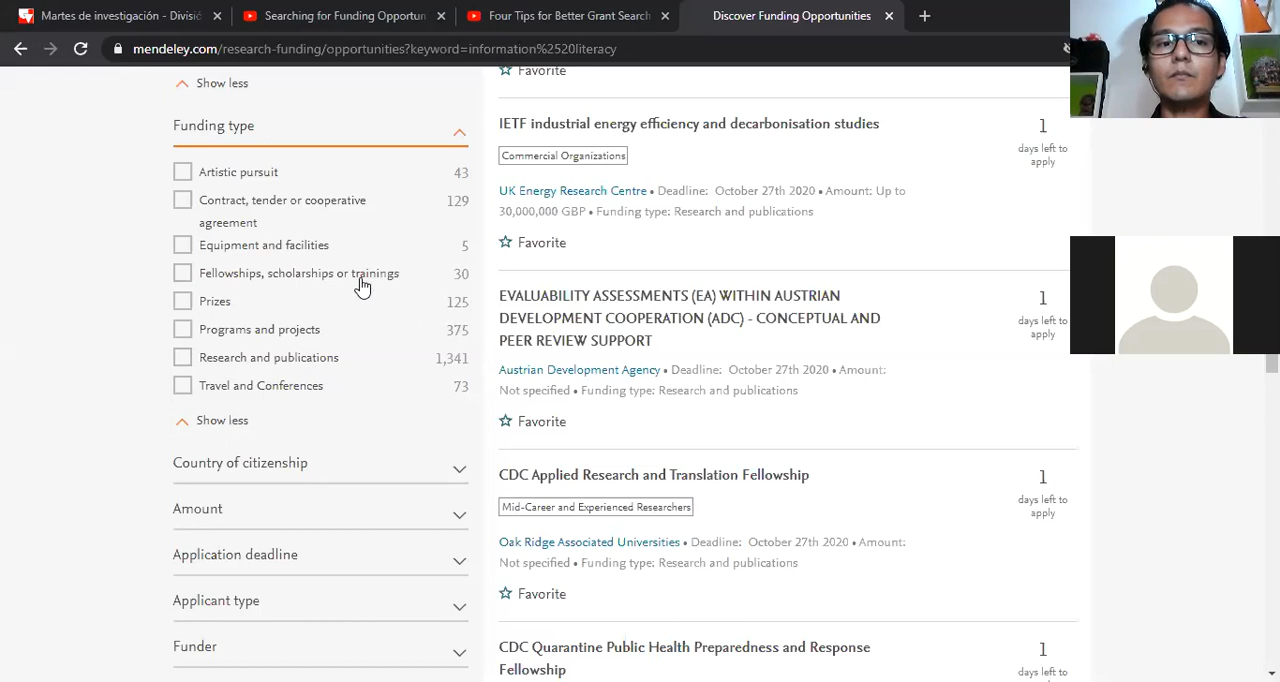 Martes de investigación - Divisió
Searching for Funding Opportun
Four Tips for Better Grant Search
Discover Funding Opportunities
mendeley.com/research-funding/opportunities?keyword=information%2520literacy
Show less
Funding type
Artistic pursuit 43
Contract, tender or cooperative 129
agreement
Equipment and facilities 5
Fellowships, scholarships or trainings 30
Prizes 125
Programs and projects 375
Research and publications 1,341
Travel and Conferences 73
Show less
Country of citizenship
Amount
Application deadline
Applicant type
Funder
Favorite
IETF industrial energy efficiency and decarbonisation studies
Commercial Organizations
UK Energy Research Centre • Deadline: October 27th 2020 • Amount: Up to
30,000,000 GBP • Funding type: Research and publications
Favorite
1
days left to
apply
EVALUABILITY ASSESSMENTS (EA) WITHIN AUSTRIAN
DEVELOPMENT COOPERATION (ADC) - CONCEPTUAL AND
PEER REVIEW SUPPORT
Austrian Development Agency • Deadline: October 27th 2020 • Amount:
Not specified • Funding type: Research and publications
Favorite
1
days left to
apply
CDC Applied Research and Translation Fellowship
Mid-Career and Experienced Researchers
Oak Ridge Associated Universities • Deadline: October 27th 2020 • Amount:
Not specified • Funding type: Research and publications
Favorite
1
days left to
apply
CDC Quarantine Public Health Preparedness and Response
Fellowship
1
days left to